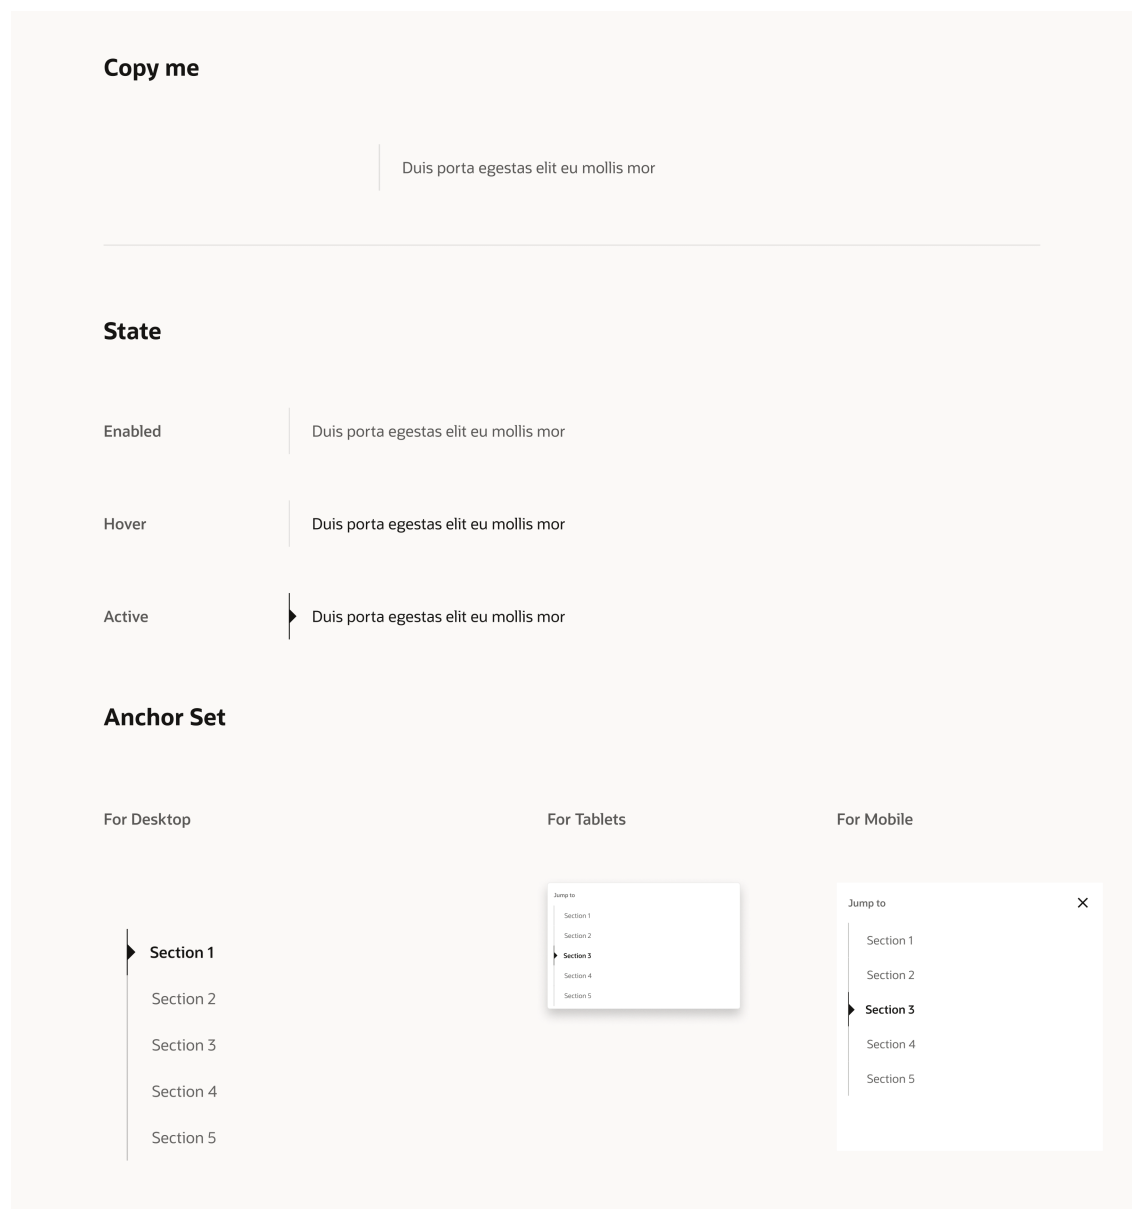 Copy me
Duis porta egestas elit eu mollis mor
State
Enabled
Duis porta egestas elit eu mollis mor
Hover
Duis porta egestas elit eu mollis mor
Active
Duis porta egestas elit eu mollis mor
Anchor Set
For Desktop
Section 1
Section 2
Section 3
Section 4
Section 5
For Tablets
Jump to
Section 1
Section 2
Section 3
Section 4
Section 5
For Mobile
Jump to
Section 1
Section 2
Section 3
Section 4
Section 5